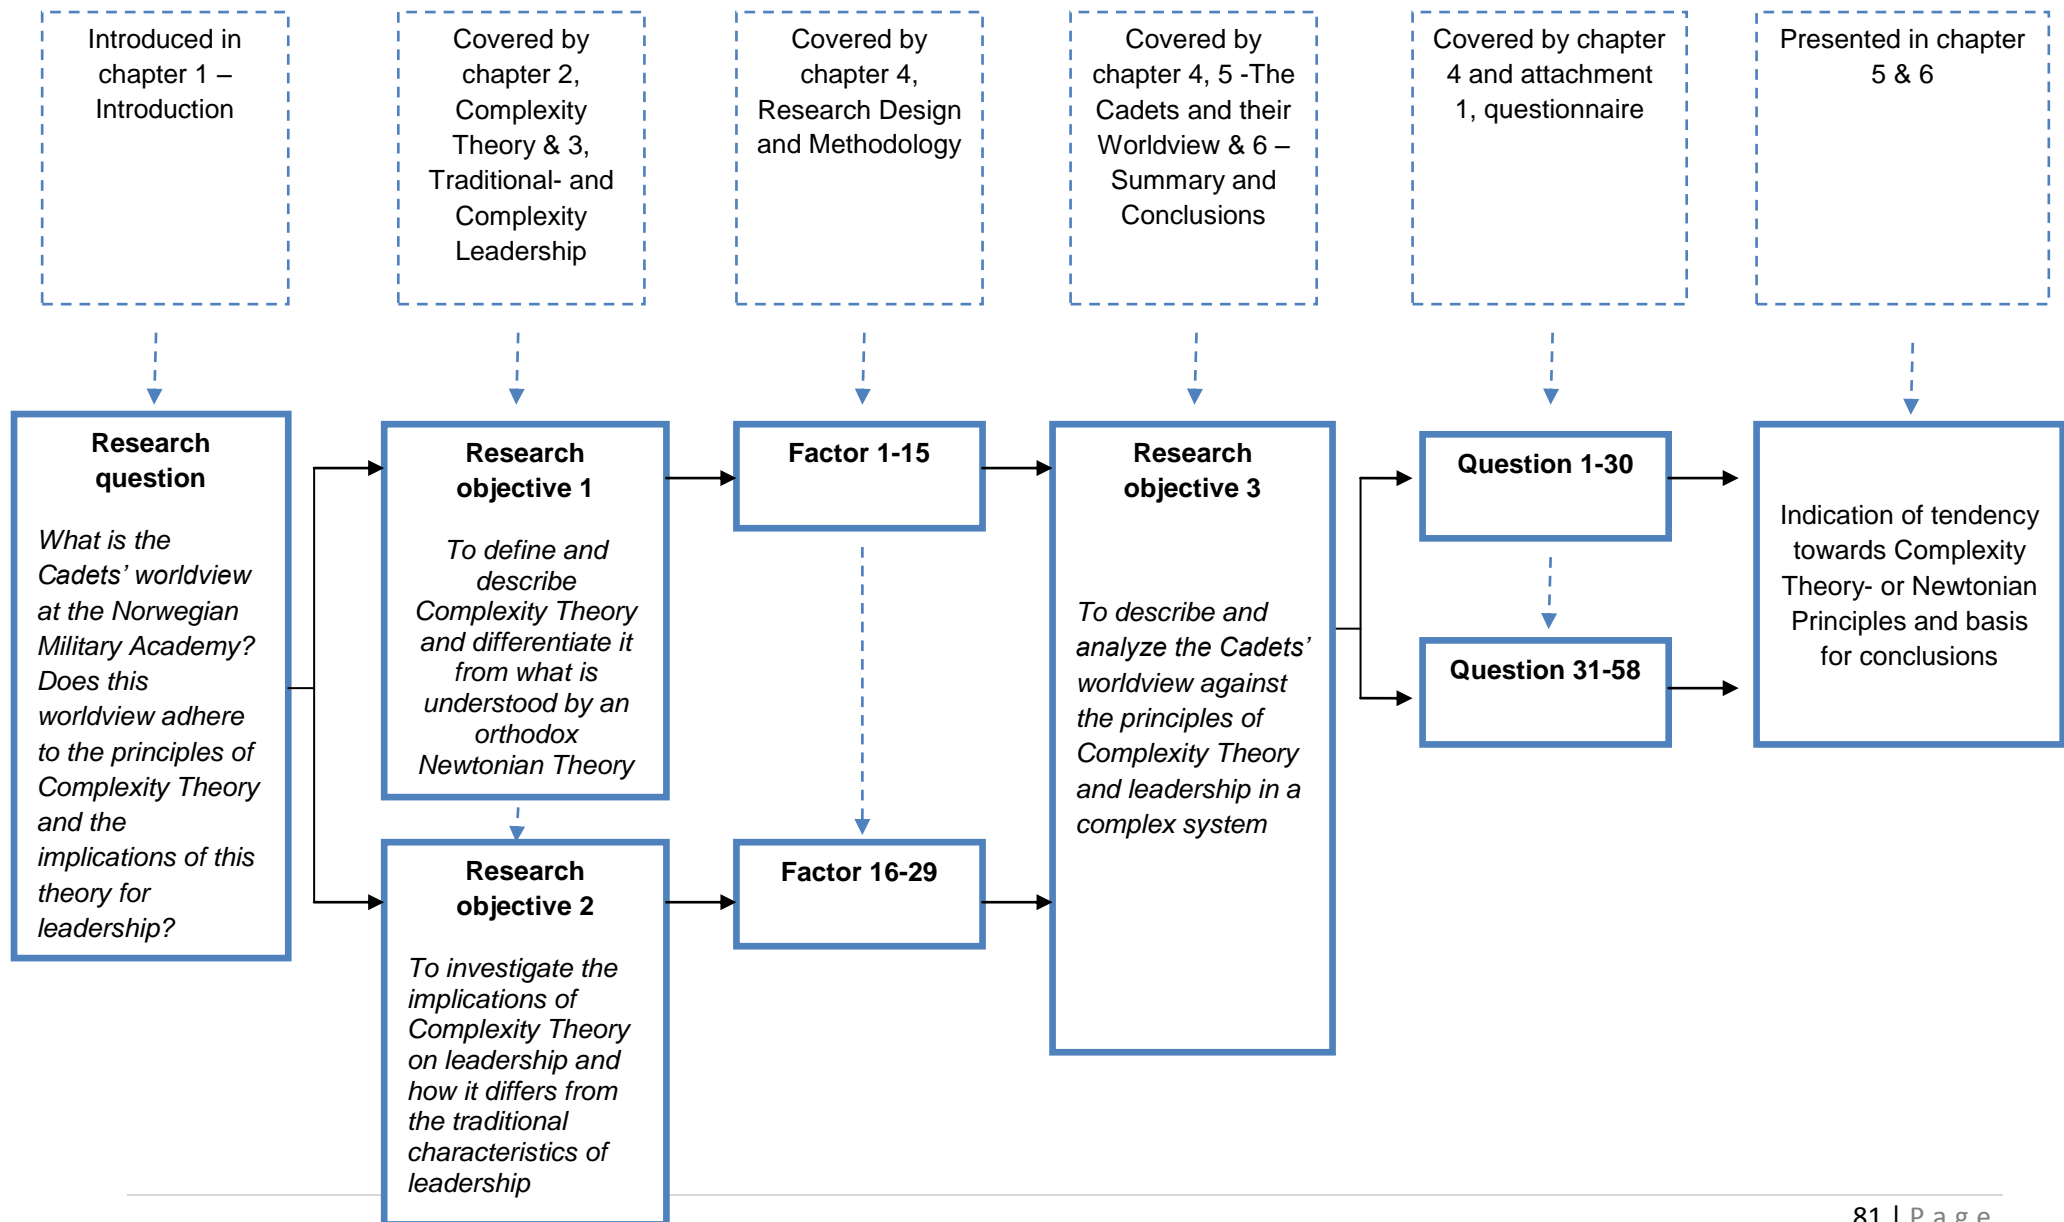 Introduced in
chapter 1 –
Introduction
Covered by
chapter 2,
Complexity
Theory & 3,
Traditional- and
Complexity
Leadership
Covered by
chapter 4,
Research Design
and Methodology
Covered by
chapter 4, 5 -The
Cadets and their
Worldview & 6 –
Summary and
Conclusions
Covered by chapter
4 and attachment
1, questionnaire
Presented in chapter
5 & 6
Research
question
What is the
Cadets’ worldview
at the Norwegian
Military Academy?
Does this
worldview adhere
to the principles of
Complexity Theory
and the
implications of this
theory for
leadership?
Research
objective 1
To define and
describe
Complexity Theory
and differentiate it
from what is
understood by an
orthodox
Newtonian Theory
Research
objective 2
To investigate the
implications of
Complexity Theory
on leadership and
how it differs from
the traditional
characteristics of
leadership
Factor 1-15
Factor 16-29
Research
objective 3
To describe and
analyze the Cadets’
worldview against
the principles of
Complexity Theory
and leadership in a
complex system
Question 1-30
Question 31-58
Indication of tendency
towards Complexity
Theory- or Newtonian
Principles and basis
for conclusions
81 | P a g e